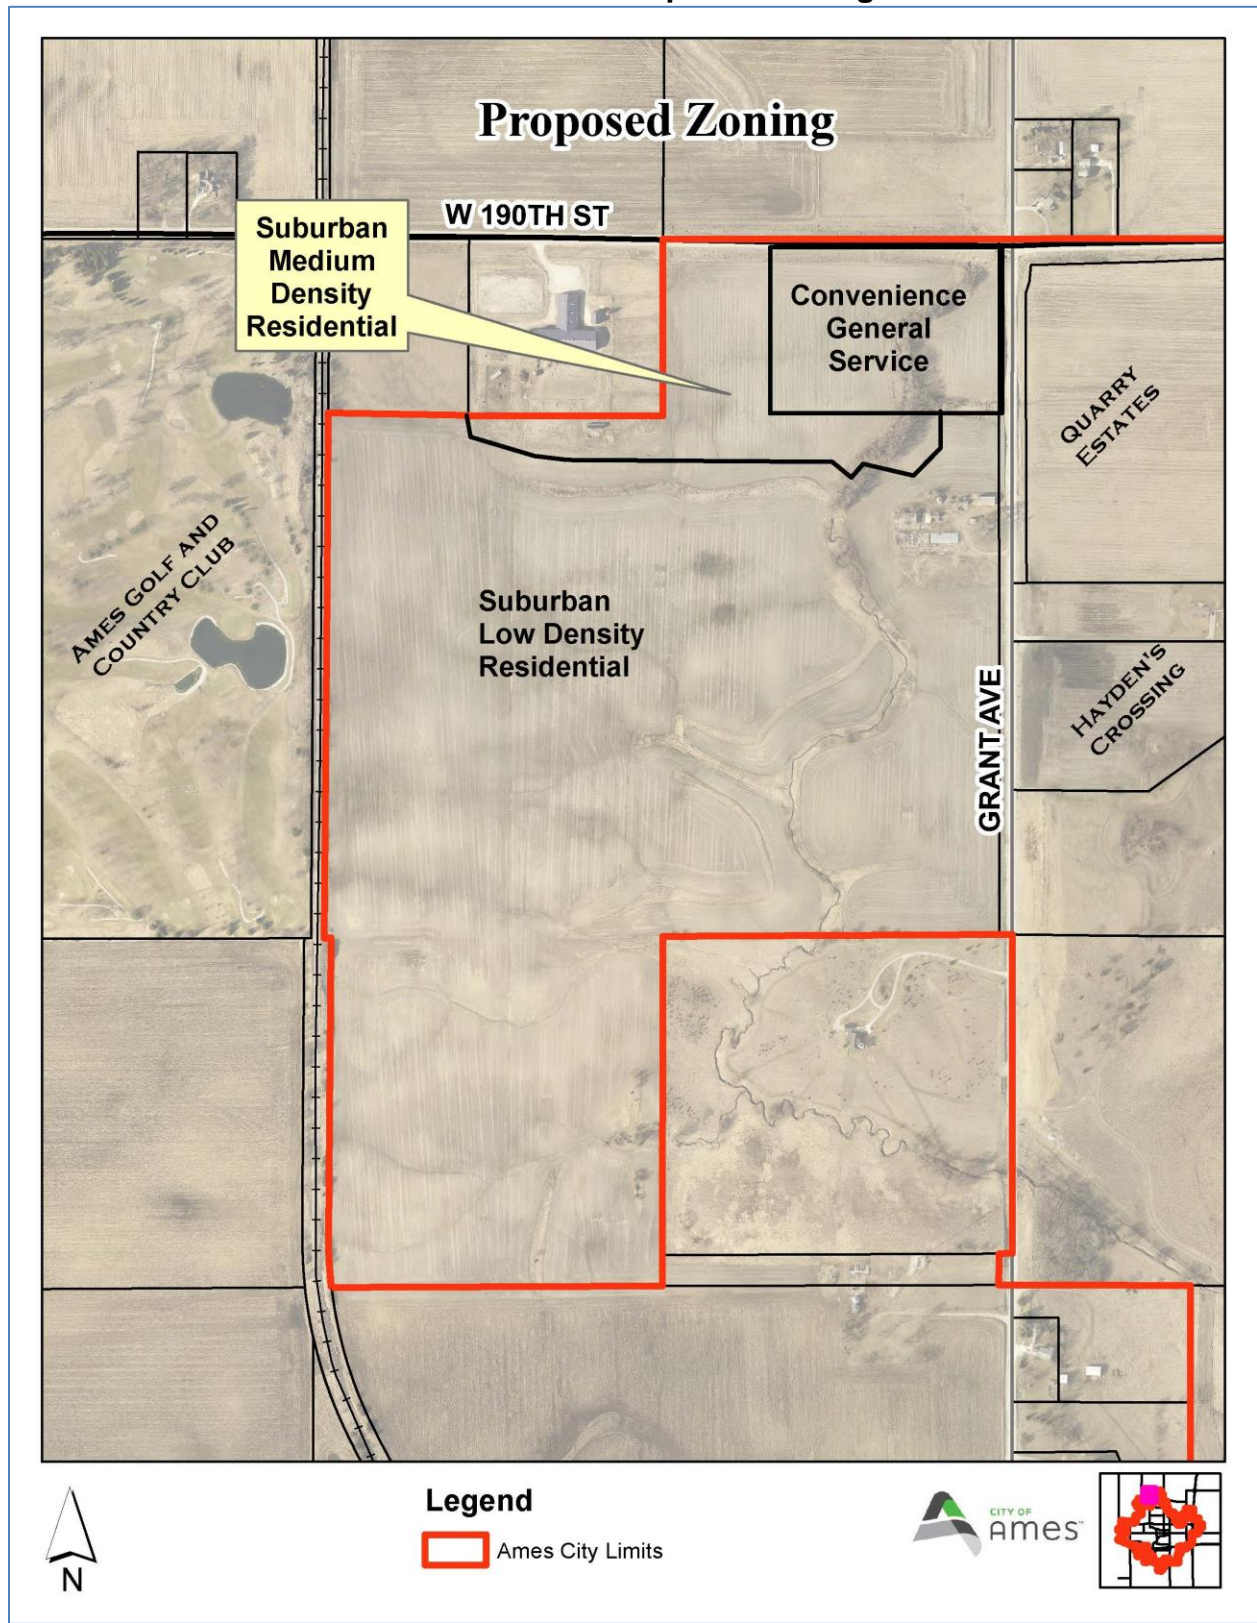 Proposed Zoning
W 190TH ST
Suburban
Medium
Density
Residential
Convenience
General
Service
QUARRY
ESTATES
AMES GOLF AND
COUNTRY CLUB
Suburban
Low Density
Residential
GRANT AVE
HAYDEN'S
CROSSING
Legend
Ames City Limits
N
CITY OF
Ames™